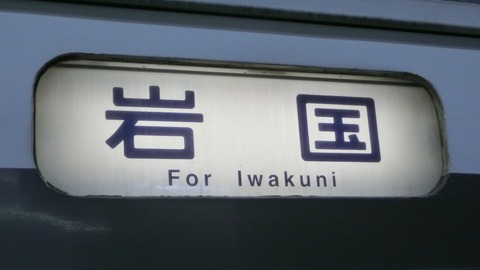 岩国
For Iwakuni